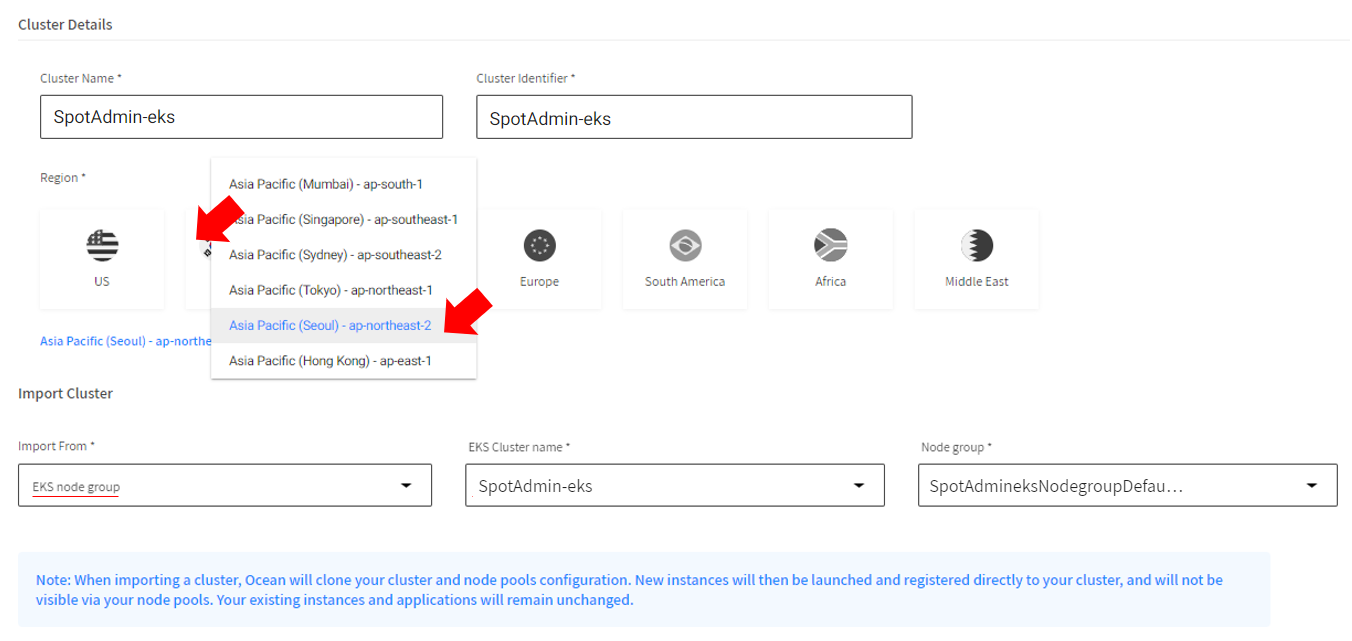 Cluster Details
Cluster Name *
Cluster Identifier *
SpotAdmin-eks
SpotAdmin-eks
Region *
Asia Pacific (Mumbai) - ap-south-1
(Singapore) - ap-southeast-1
Asia Pacific (Sydney) - ap-southeast-2
Asia Pacific (Tokyo) - ap-northeast-1
Asia Pacific (Seoul) - ap-northeast-2
Asia Pacific (Hong Kong) - ap-east-1
US
Europe
South America
Africa
Middle East
Asia Pacific (Seoul) - ap-northe
Import Cluster
Import From *
EKS Cluster name *
Node group *
EKS node group
SpotAdmin-eks
SpotAdmineksNodegroupDefau...
Note: When importing a cluster, Ocean will clone your cluster and node pools configuration. New instances will then be launched and registered directly to your cluster, and will not be
visible via your node pools. Your existing instances and applications will remain unchanged.